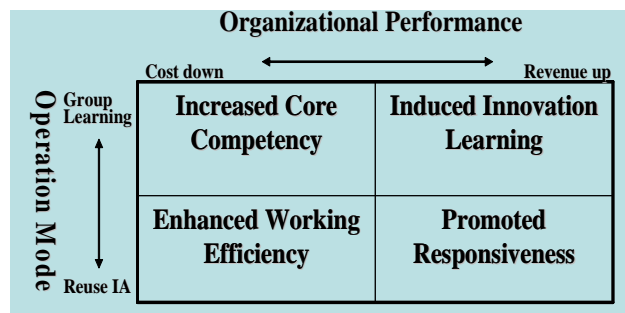 Organizational Performance
Cost down
Revenue up
Operation Mode
Group
Learning
Reuse IA
Increased Core
Competency
Induced Innovation
Learning
Enhanced Working
Efficiency
Promoted
Responsiveness